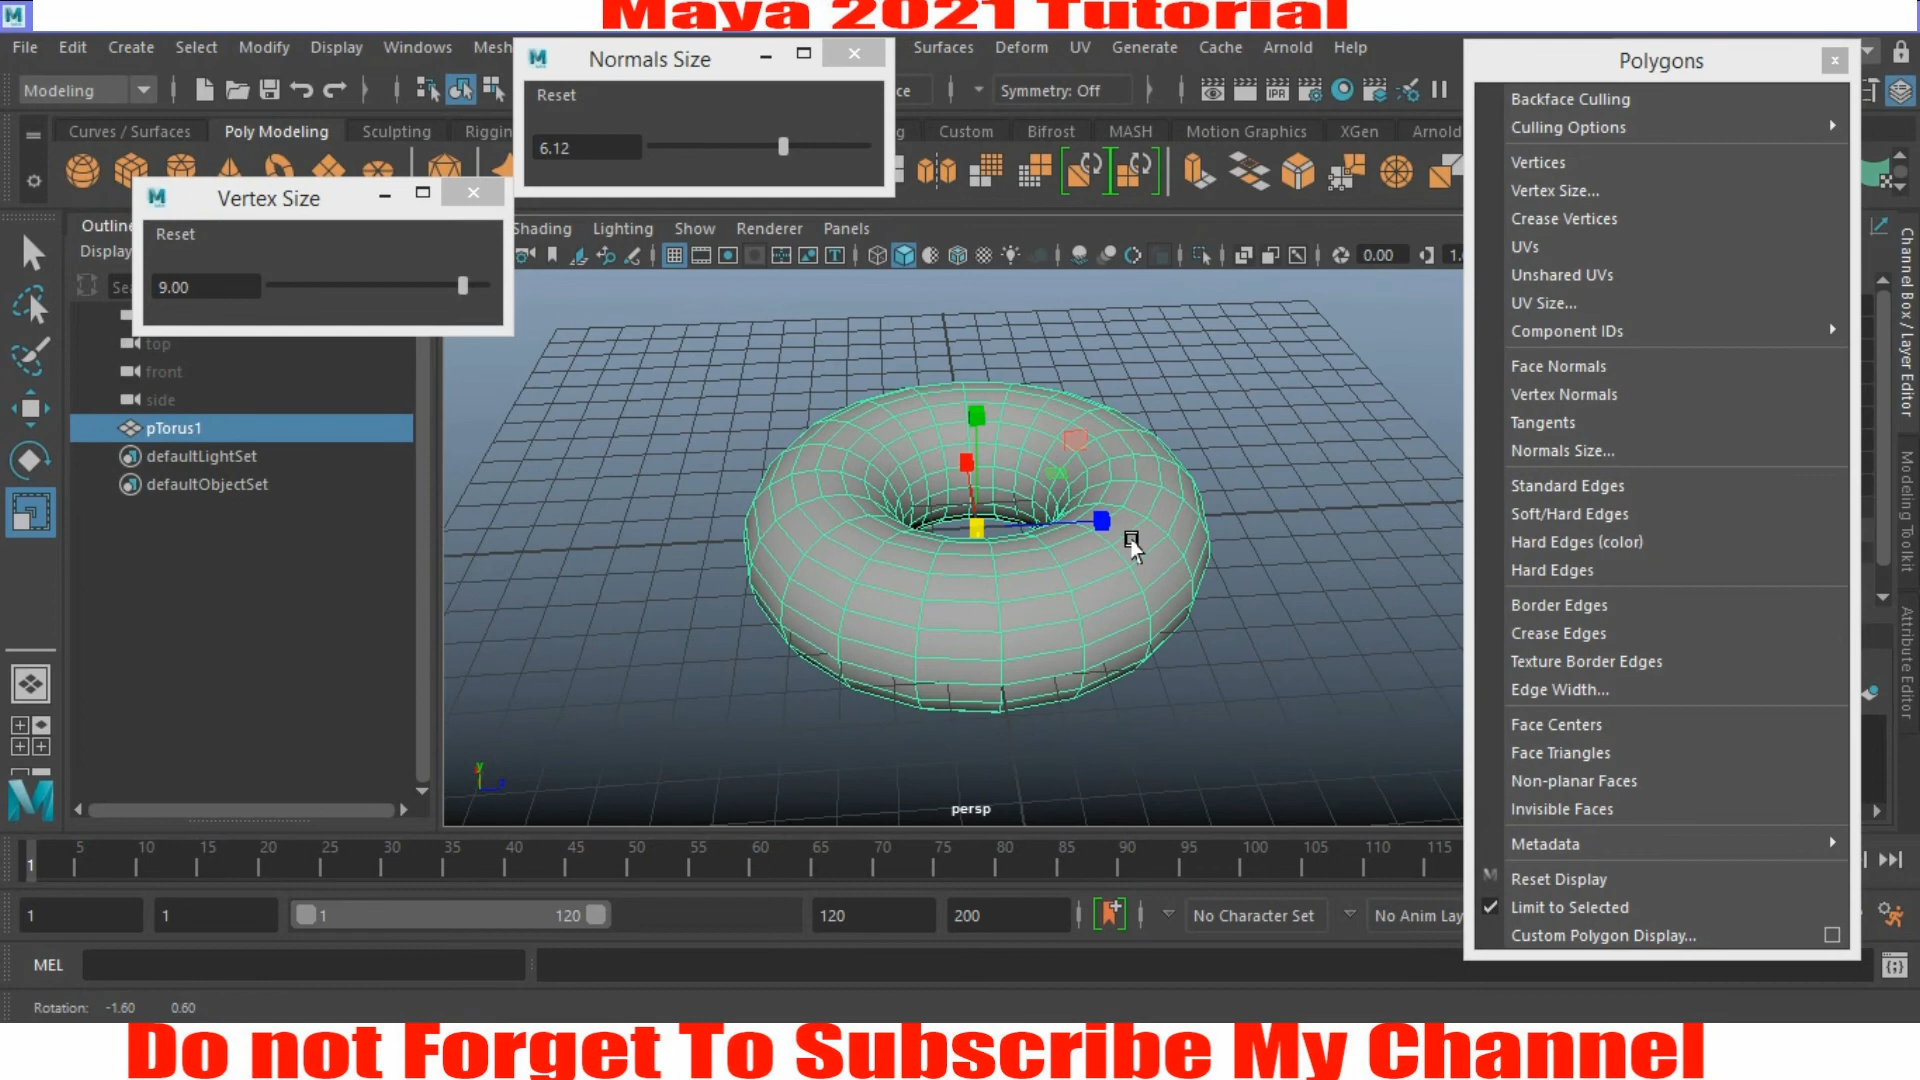 Maya 2021 Tutorial
File Edit Create Select Modify Display Windows Mesh
Surfaces Deform UV Generate Cache Arnold Help
Normals Size
Reset
6.12
Modeling
Symmetry: Off
IPR
Curves / Surfaces Poly Modeling Sculpting
Custom Bifrost MASH Motion Graphics XGen Arnold
Vertex Size
Reset
9.00
Lighting Show Renderer Panels
0.00
Display
top
front
side
pTorus1
defaultLightSet
defaultObjectSet
persp
Polygons
Backface Culling
Culling Options
Vertices
Vertex Size...
Crease Vertices
UVs
Unshared UVs
UV Size...
Component IDs
Face Normals
Vertex Normals
Tangents
Normals Size...
Standard Edges
Soft/Hard Edges
Hard Edges (color)
Hard Edges
Border Edges
Crease Edges
Texture Border Edges
Edge Width...
Face Centers
Face Triangles
Non-planar Faces
Invisible Faces
Metadata
Reset Display
Limit to Selected
Custom Polygon Display...
Channel Box / Layer Editor
Modeling Toolkit
Attribute Editor
1 5 10 15 20 25 30 35 40 45 50 55 60 65 70 75 80 85 90 95 100 105 110 115
1 1 1 120 120 200 No Character Set No Anim Lay
MEL
Rotation: -1.60 0.60
Do not Forget To Subscribe My Channel